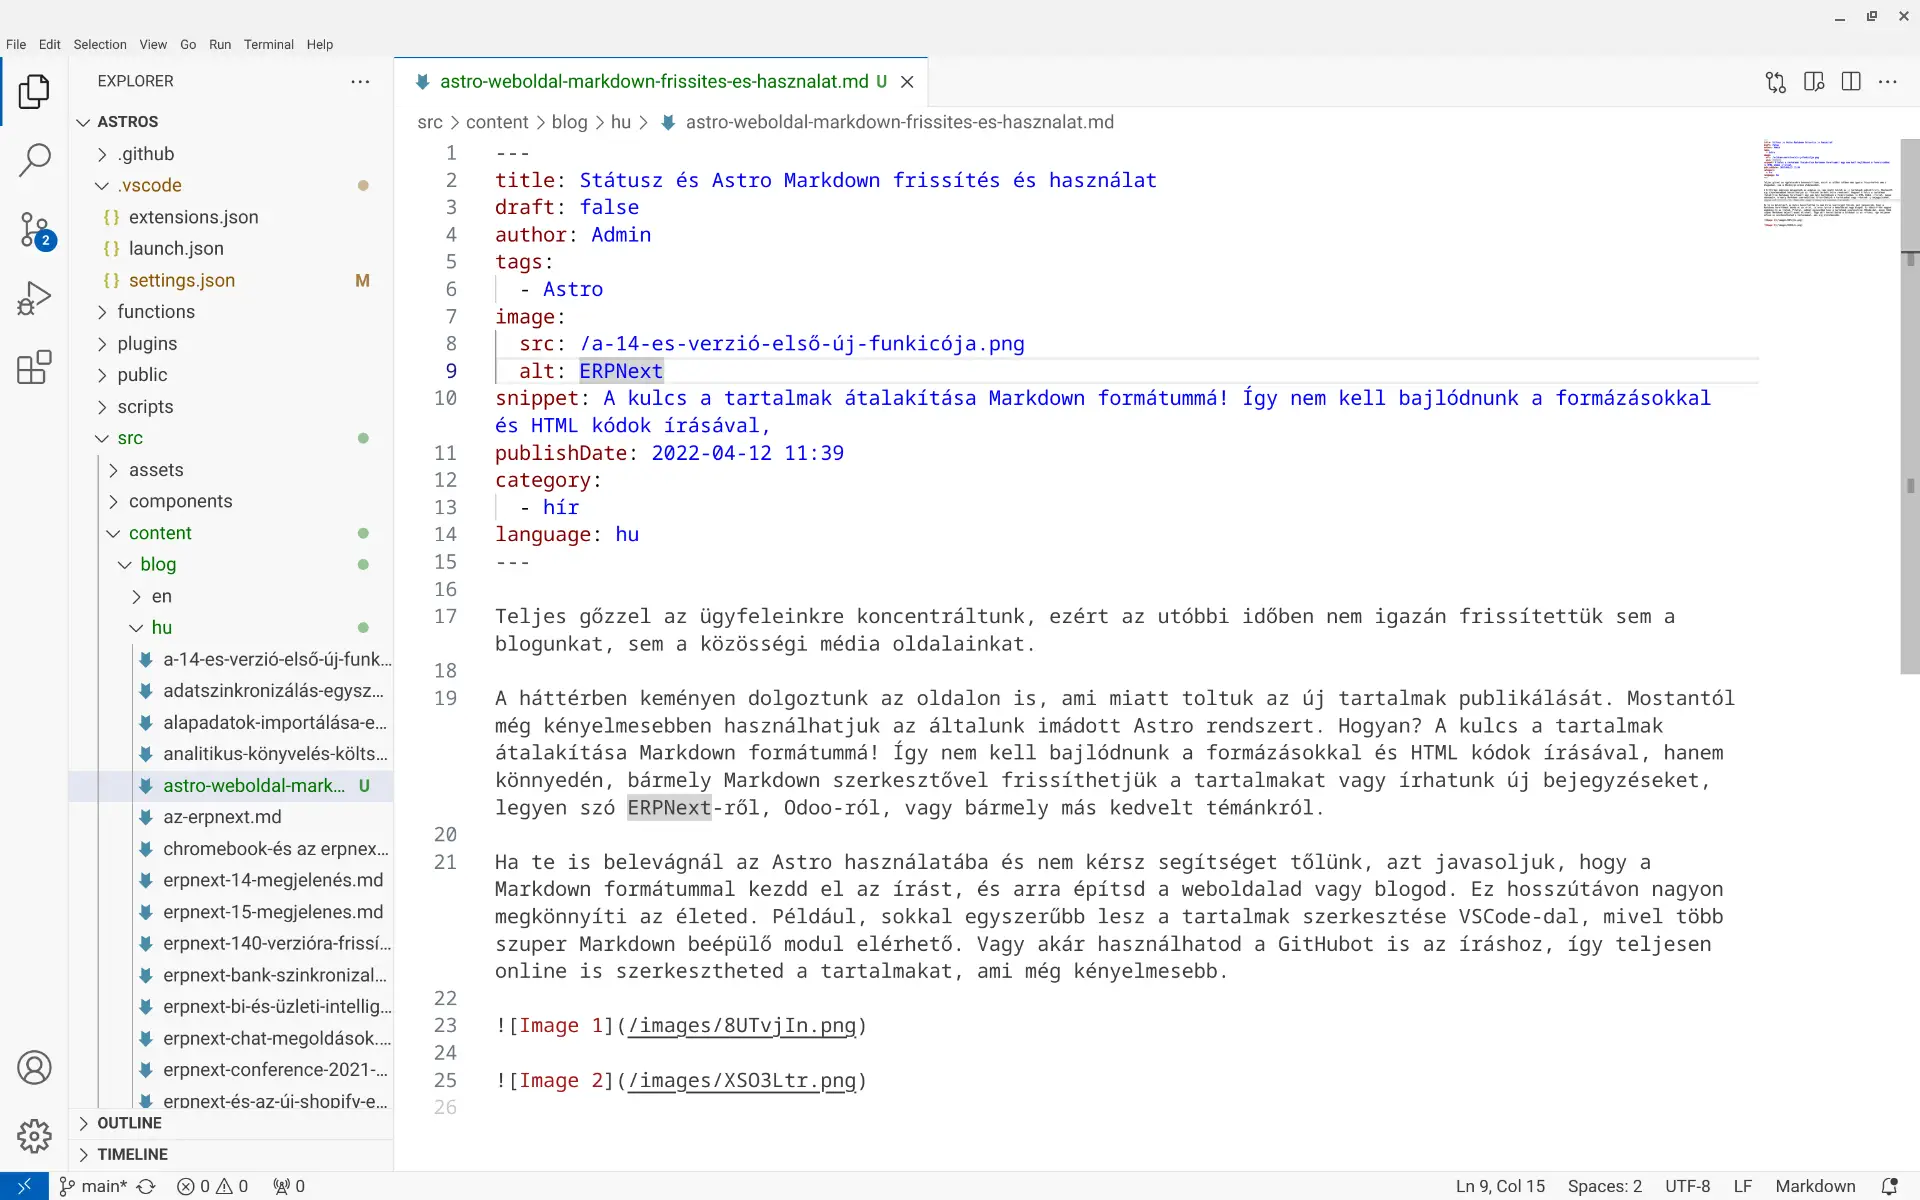 File Edit Selection View Go Run Terminal Help
EXPLORER
ASTROS
.github
.vscode
{} extensions.json
{} launch.json
{} settings.json M
functions
plugins
public
scripts
src
assets
components
content
blog
en
hu
a-14-es-verzió-első-új-funk...
adatszinkronizálás-egysz...
alapadatok-importálása-e...
analitikus-könyvelés-költs...
astro-weboldal-mark... U
az-erpnext.md
chromebook-és az erpnex...
erpnext-14-megjelenés.md
erpnext-15-megjelenes.md
erpnext-140-verzióra-frissí...
erpnext-bank-szinkronizal...
erpnext-bi-és-üzleti-intellig...
erpnext-chat-megoldások....
erpnext-conference-2021-...
erpnext-és-az-új-shopify-e...
OUTLINE
TIMELINE
2
astro-weboldal-markdown-frissites-es-hasznalat.md U
src > content > blog > hu > astro-weboldal-markdown-frissites-es-hasznalat.md
1 ---
2 title: Státusz és Astro Markdown frissítés és használat
3 draft: false
4 author: Admin
5 tags:
6 - Astro
7 image:
8 src: /a-14-es-verzió-első-új-funkicója.png
9 alt: ERPNext
10 snippet: A kulcs a tartalmak átalakítása Markdown formátummá! Így nem kell bajlódnunk a formázásokkal
és HTML kódok írásával,
11 publishDate: 2022-04-12 11:39
12 category:
13 - hír
14 language: hu
15 ---
16
17 Teljes gőzzel az ügyfeleinkre koncentráltunk, ezért az utóbbi időben nem igazán frissítettük sem a
blogunkat, sem a közösségi média oldalainkat.
18
19 A háttérben keményen dolgoztunk az oldalon is, ami miatt toltuk az új tartalmak publikálását. Mostantól
még kényelmesebben használhatjuk az általunk imádott Astro rendszert. Hogyan? A kulcs a tartalmak
átalakítása Markdown formátummá! Így nem kell bajlódnunk a formázásokkal és HTML kódok írásával, hanem
könnyedén, bármely Markdown szerkesztővel frissíthetjük a tartalmakat vagy írhatunk új bejegyzéseket,
legyen szó ERPNext-ről, Odoo-ról, vagy bármely más kedvelt témánkról.
20
21 Ha te is belevágnál az Astro használatába és nem kérsz segítséget tőlünk, azt javasoljuk, hogy a
Markdown formátummal kezdd el az írást, és arra építsd a weboldalad vagy blogod. Ez hosszútávon nagyon
megkönnyíti az életed. Például, sokkal egyszerűbb lesz a tartalmak szerkesztése VSCode-dal, mivel több
szuper Markdown beépülő modul elérhető. Vagy akár használhatod a GitHubot is az íráshoz, így teljesen
online is szerkesztheted a tartalmakat, ami még kényelmesebb.
22
23 ![Image 1](/images/8UTvjIn.png)
24
25 ![Image 2](/images/XSO3Ltr.png)
26
main* 0 0 0
Ln 9, Col 15 Spaces: 2 UTF-8 LF Markdown